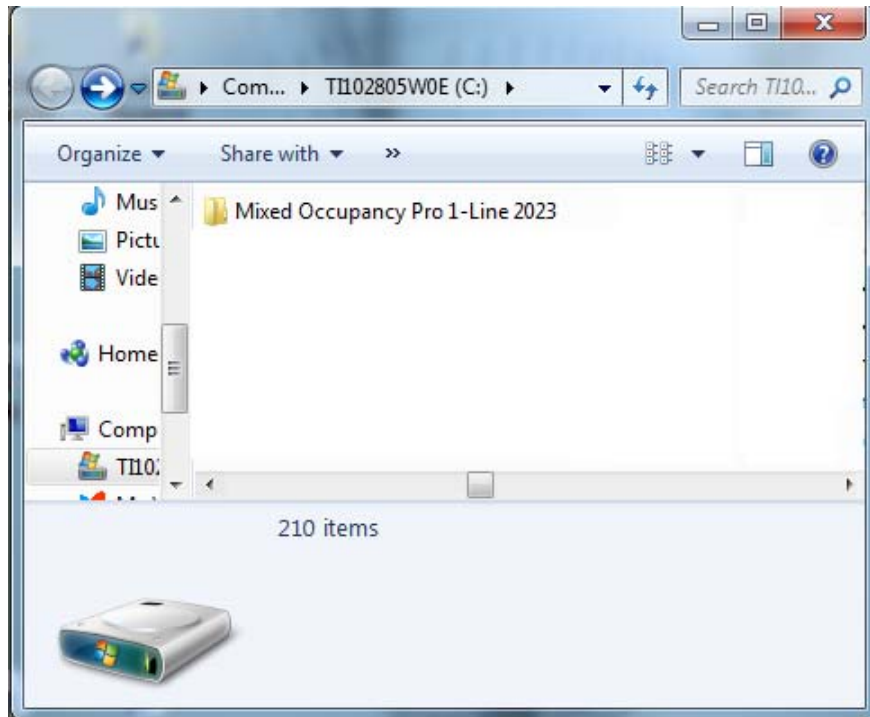 Com... TI102805W0E (C:) Search TI10...
Organize Share with »
Mus
Pictu
Vide
Home
Comp
TI102
Mixed Occupancy Pro 1-Line 2023
210 items